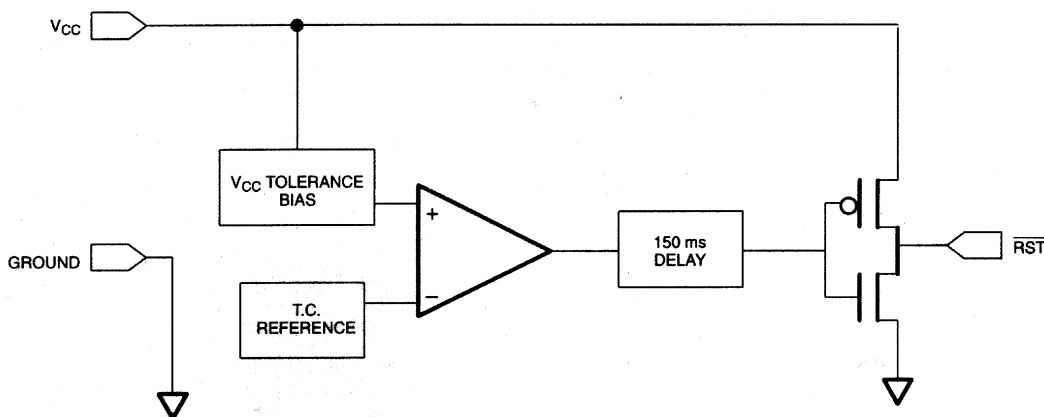 VCC
VCC TOLERANCE
BIAS
+
150 ms
DELAY
RST
GROUND
−
T.C.
REFERENCE